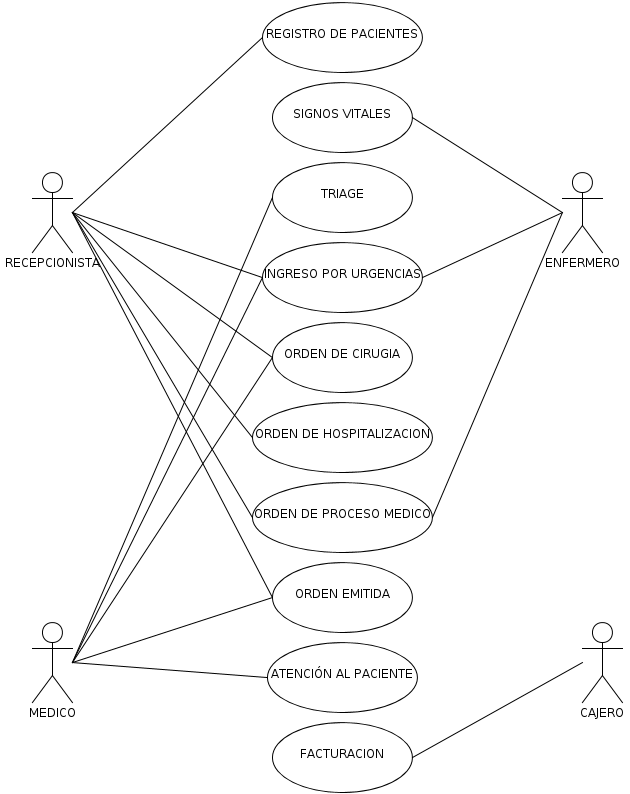 REGISTRO DE PACIENTES
SIGNOS VITALES
TRIAGE
RECEPCIONISTA
INGRESO POR URGENCIAS
ENFERMERO
ORDEN DE CIRUGIA
ORDEN DE HOSPITALIZACION
ORDEN DE PROCESO MEDICO
ORDEN EMITIDA
ATENCIÓN AL PACIENTE
MEDICO
CAJERO
FACTURACION